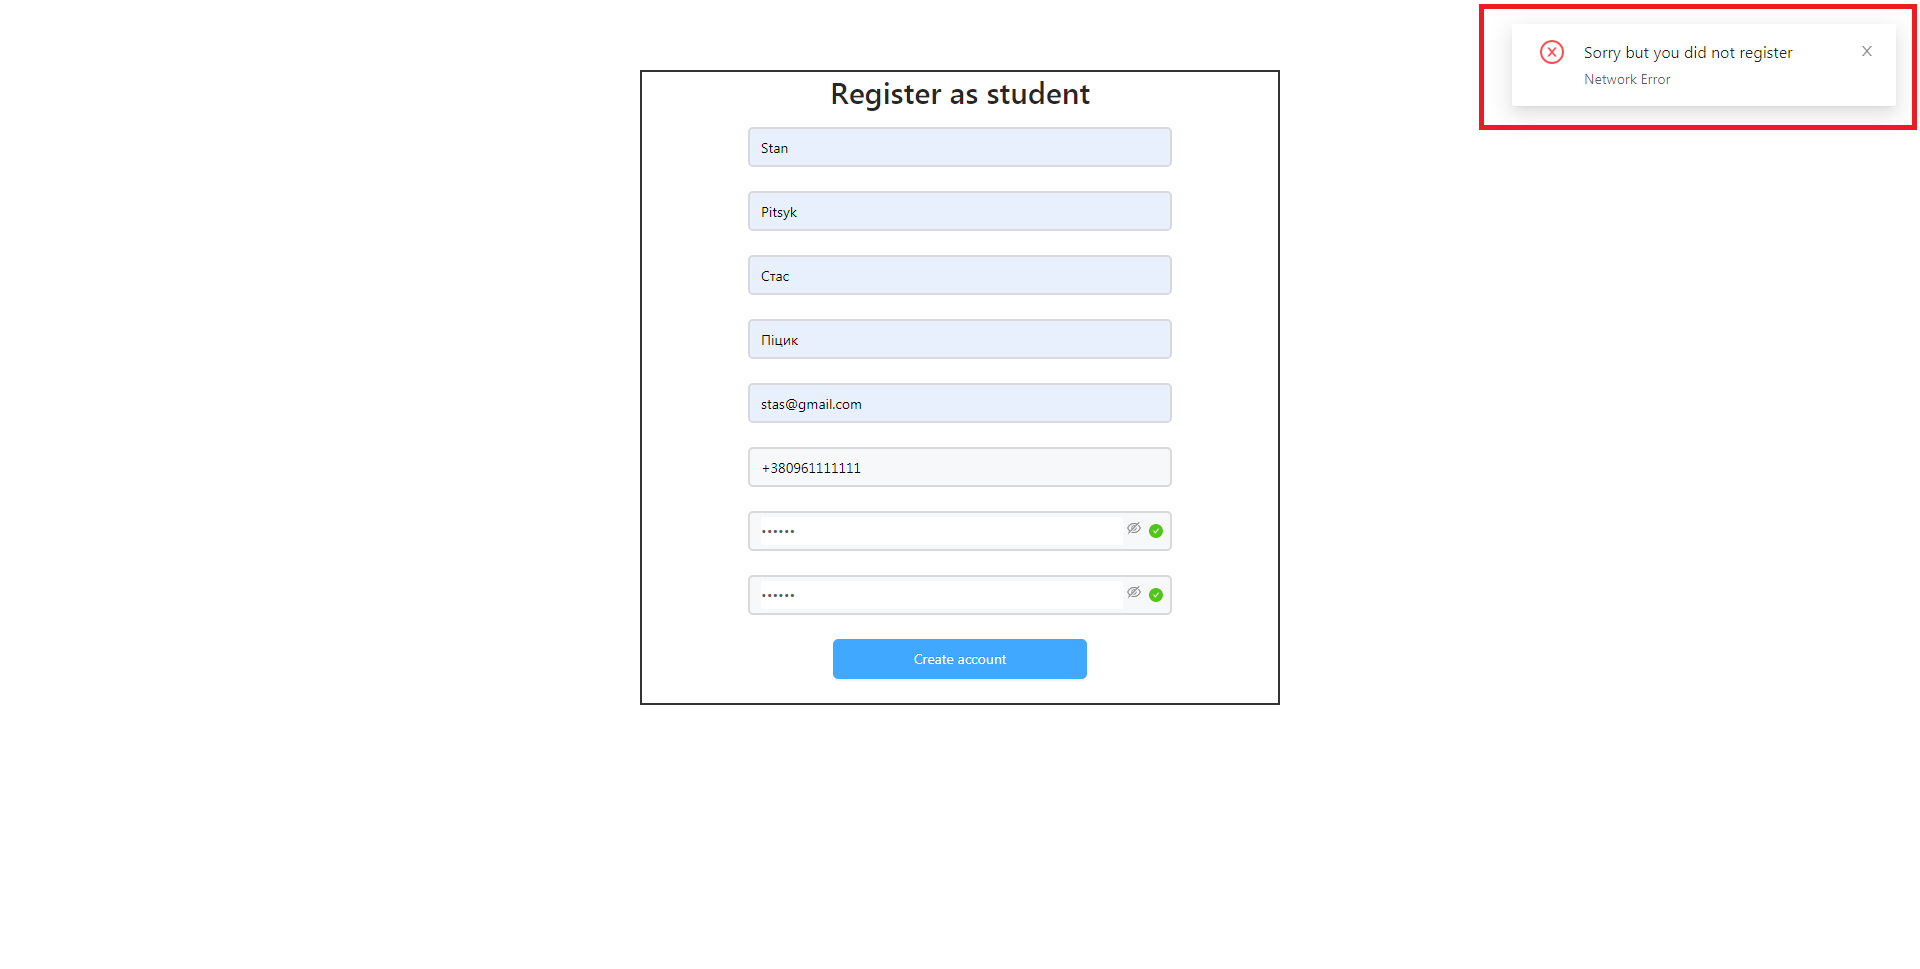 Sorry but you did not register
Network Error
Register as student
Stan
Pitsyk
Стас
Піцик
stas@gmail.com
+380961111111
••••••
••••••
Create account